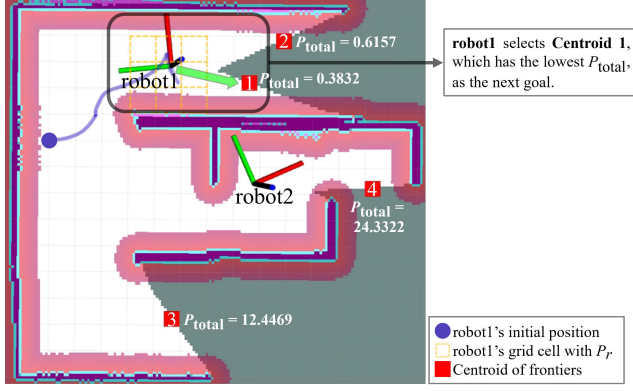 2 P_total = 0.6157
robot1
1 P_total = 0.3832
robot1 selects Centroid 1,
which has the lowest P_total,
as the next goal.
robot2
4
P_total =
24.3322
3 P_total = 12.4469
robot1's initial position
robot1's grid cell with P_r
Centroid of frontiers